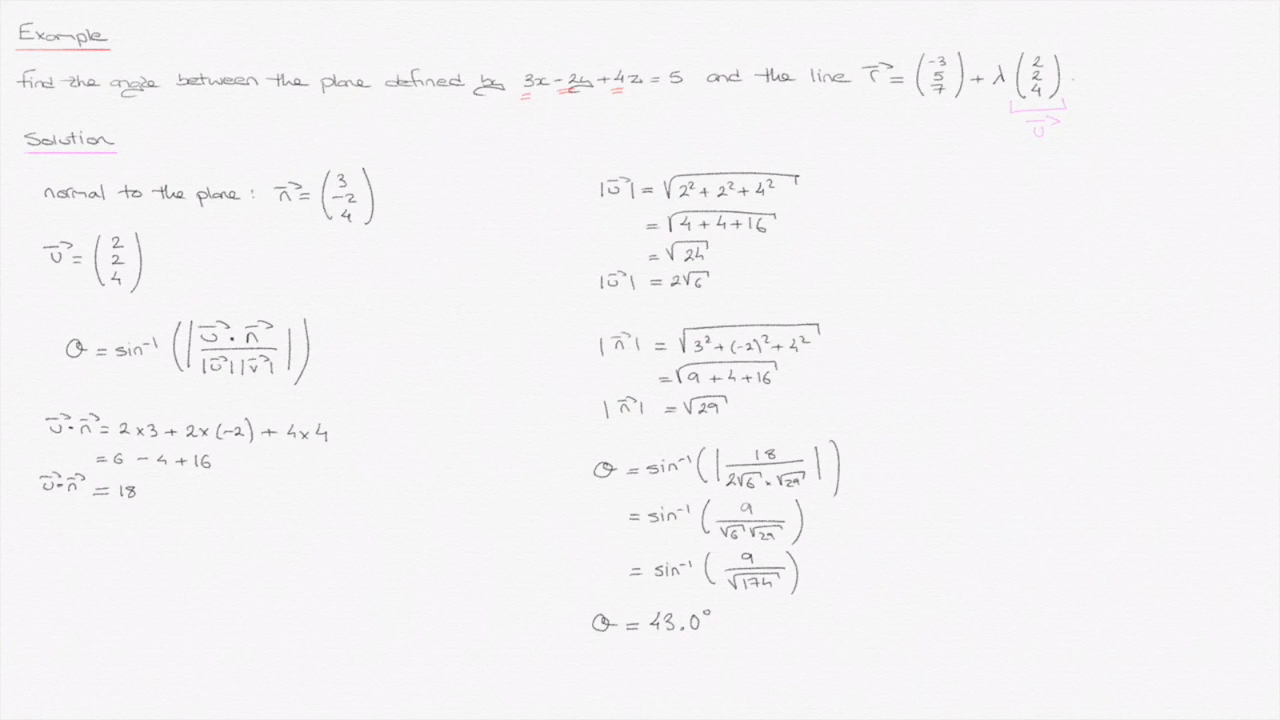 Example
find the angle between the plane defined by 3x-2y+4z=5 and the line r⃗ = (-3 5 7) + λ (2 2 4).
u⃗
Solution
normal to the plane: n⃗ = (3 -2 4)
u⃗ = (2 2 4)
θ = sin⁻¹ (| u⃗ · n⃗ / |u⃗| |v⃗| |)
u⃗ · n⃗ = 2×3 + 2×(-2) + 4×4
= 6 - 4 + 16
u⃗ · n⃗ = 18
|u⃗| = √(2² + 2² + 4²)
= √(4 + 4 + 16)
= √24
|u⃗| = 2√6
|n⃗| = √(3² + (-2)² + 4²)
= √(9 + 4 + 16)
|n⃗| = √29
θ = sin⁻¹ (| 18 / 2√6 × √29 |)
= sin⁻¹ ( 9 / √6 √29 )
= sin⁻¹ ( 9 / √174 )
θ = 43.0°